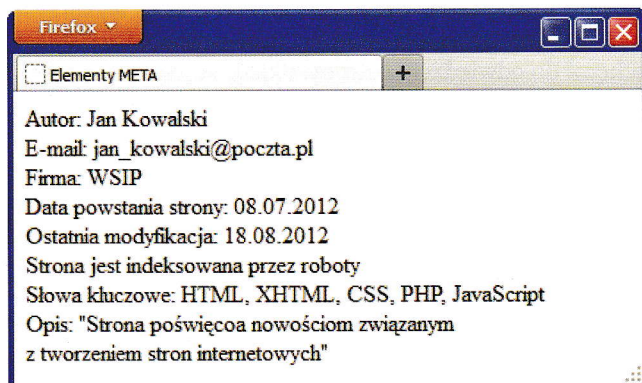 Firefox
Elementy META
+
Autor: Jan Kowalski
E-mail: jan_kowalski@poczta.pl
Firma: WSIP
Data powstania strony: 08.07.2012
Ostatnia modyfikacja: 18.08.2012
Strona jest indeksowana przez roboty
Słowa kluczowe: HTML, XHTML, CSS, PHP, JavaScript
Opis: "Strona poświęcoa nowościom związanym
z tworzeniem stron internetowych"